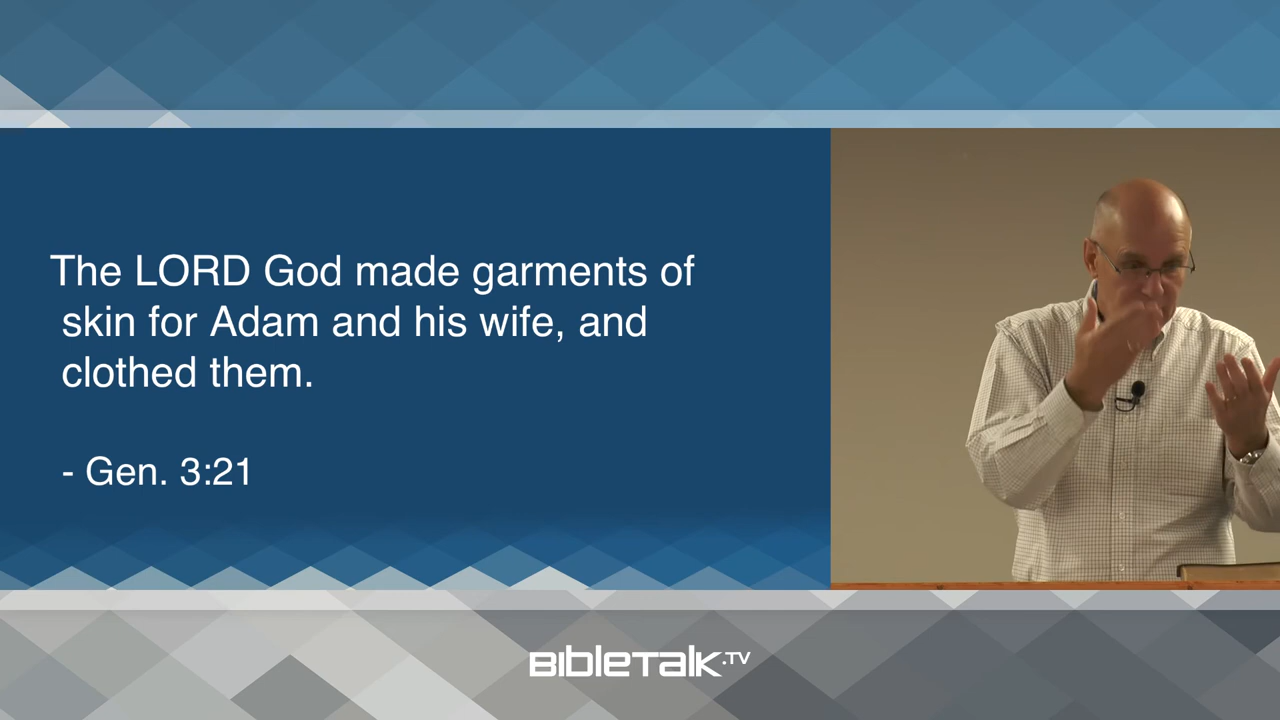 The LORD God made garments of
skin for Adam and his wife, and
clothed them.
- Gen. 3:21
BIBLETALK.TV